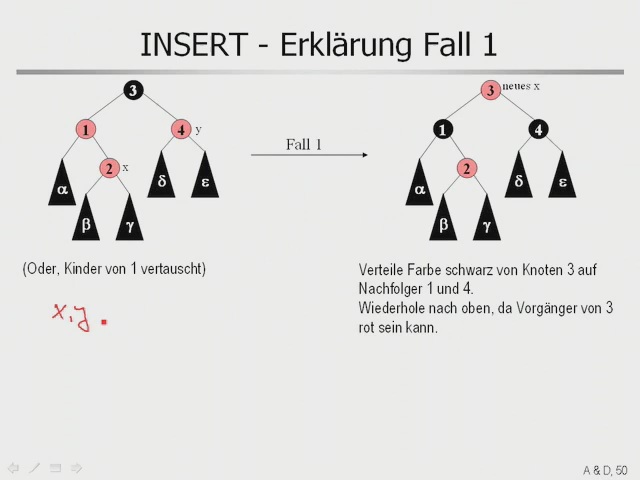 INSERT - Erklärung Fall 1
3
1
4 y
2 x
α
β
γ
δ
ε
Fall 1
3 neues x
1
4
2
α
β
γ
δ
ε
(Oder, Kinder von 1 vertauscht)
x, y
Verteile Farbe schwarz von Knoten 3 auf
Nachfolger 1 und 4.
Wiederhole nach oben, da Vorgänger von 3
rot sein kann.
A & D, 50